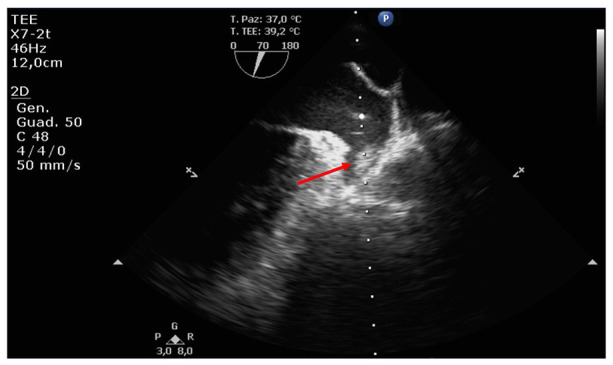 TEE
X7-2t
46Hz
12,0cm
2D
Gen.
Guad. 50
C 48
4/4/0
50 mm/s
T. Paz: 37,0 °C
T. TEE: 39,2 °C
0 70 180
P
G
P R
3,0 8,0